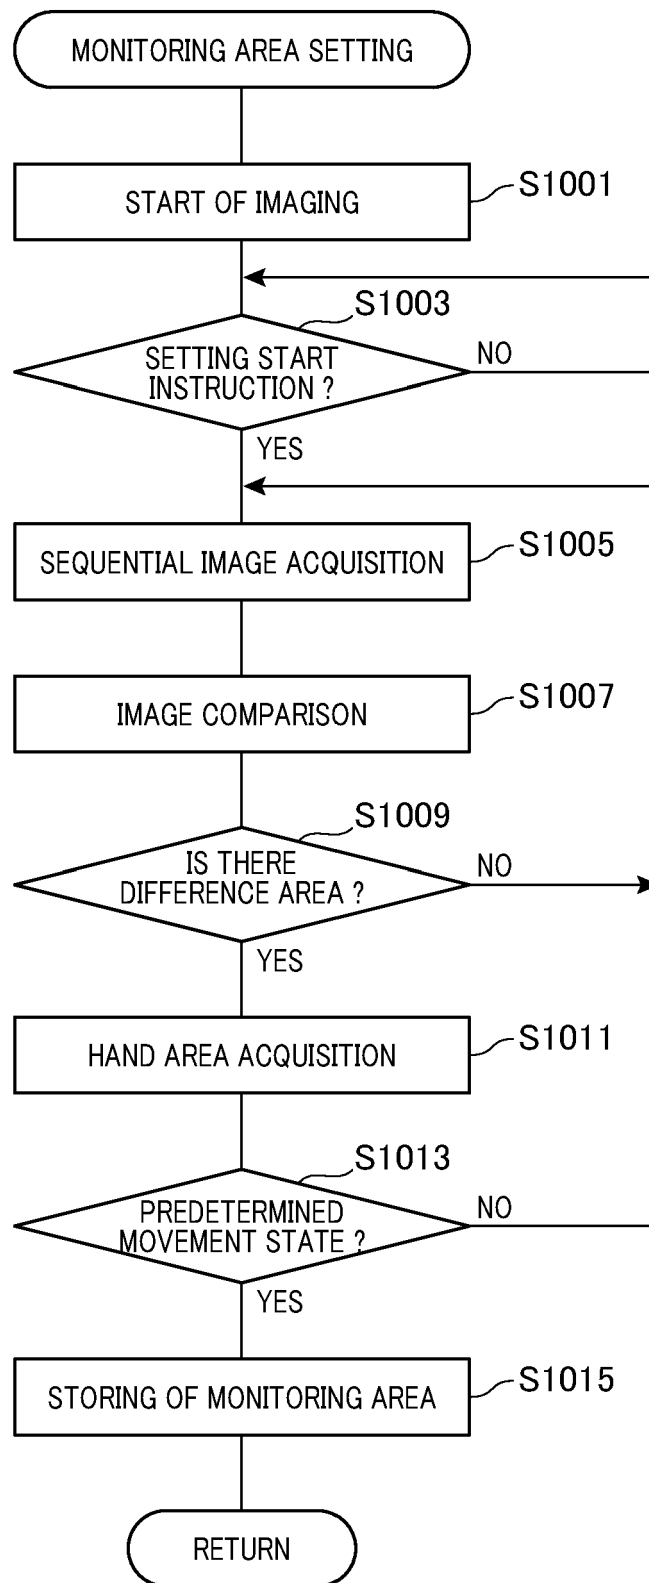 MONITORING AREA SETTING
START OF IMAGING
S1001
S1003
SETTING START
INSTRUCTION ?
NO
YES
SEQUENTIAL IMAGE ACQUISITION
S1005
IMAGE COMPARISON
S1007
S1009
IS THERE
DIFFERENCE AREA ?
NO
YES
HAND AREA ACQUISITION
S1011
S1013
PREDETERMINED
MOVEMENT STATE ?
NO
YES
STORING OF MONITORING AREA
S1015
RETURN